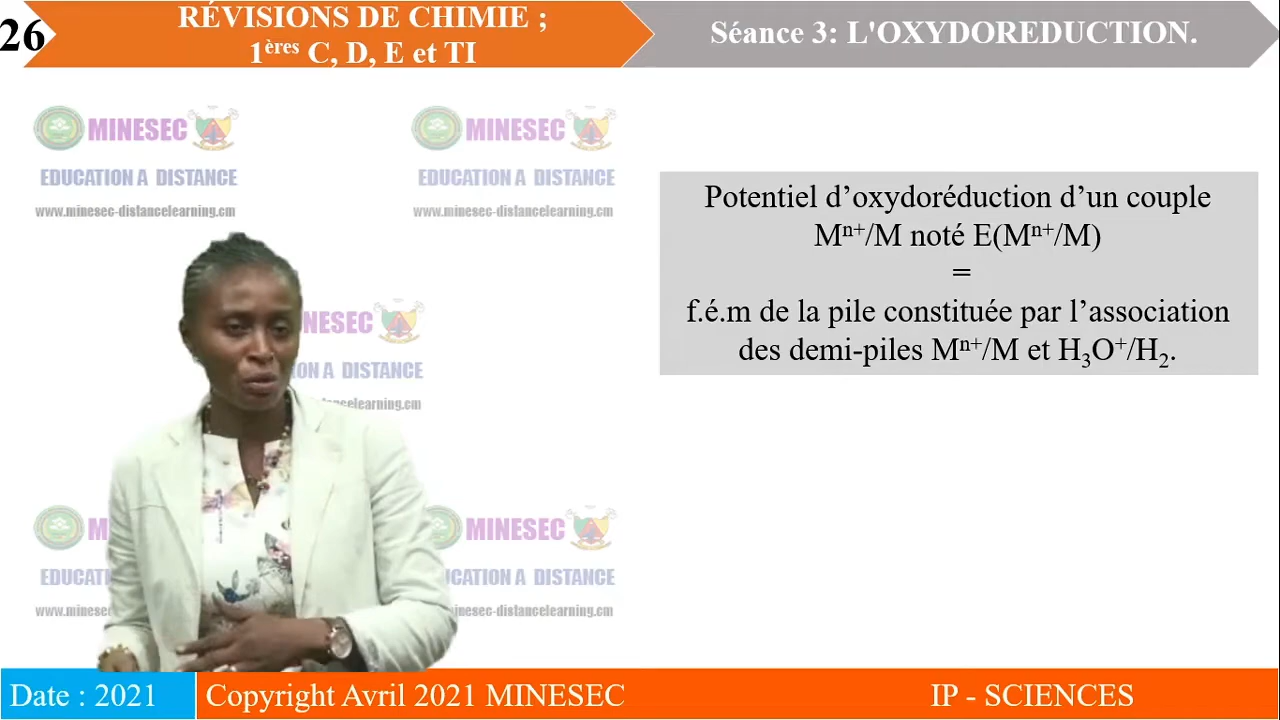 26
RÉVISIONS DE CHIMIE ;
1ères C, D, E et TI
Séance 3: L'OXYDOREDUCTION.
MINESEC
EDUCATION A DISTANCE
www.minesec-distancelearning.cm
MINESEC
EDUCATION A DISTANCE
www.minesec-distancelearning.cm
Potentiel d’oxydoréduction d’un couple
Mⁿ⁺/M noté E(Mⁿ⁺/M)
=
f.é.m de la pile constituée par l’association
des demi-piles Mⁿ⁺/M et H₃O⁺/H₂.
MINESEC
DISTANCE
DISTANCE
Date : 2021
Copyright Avril 2021 MINESEC
IP - SCIENCES